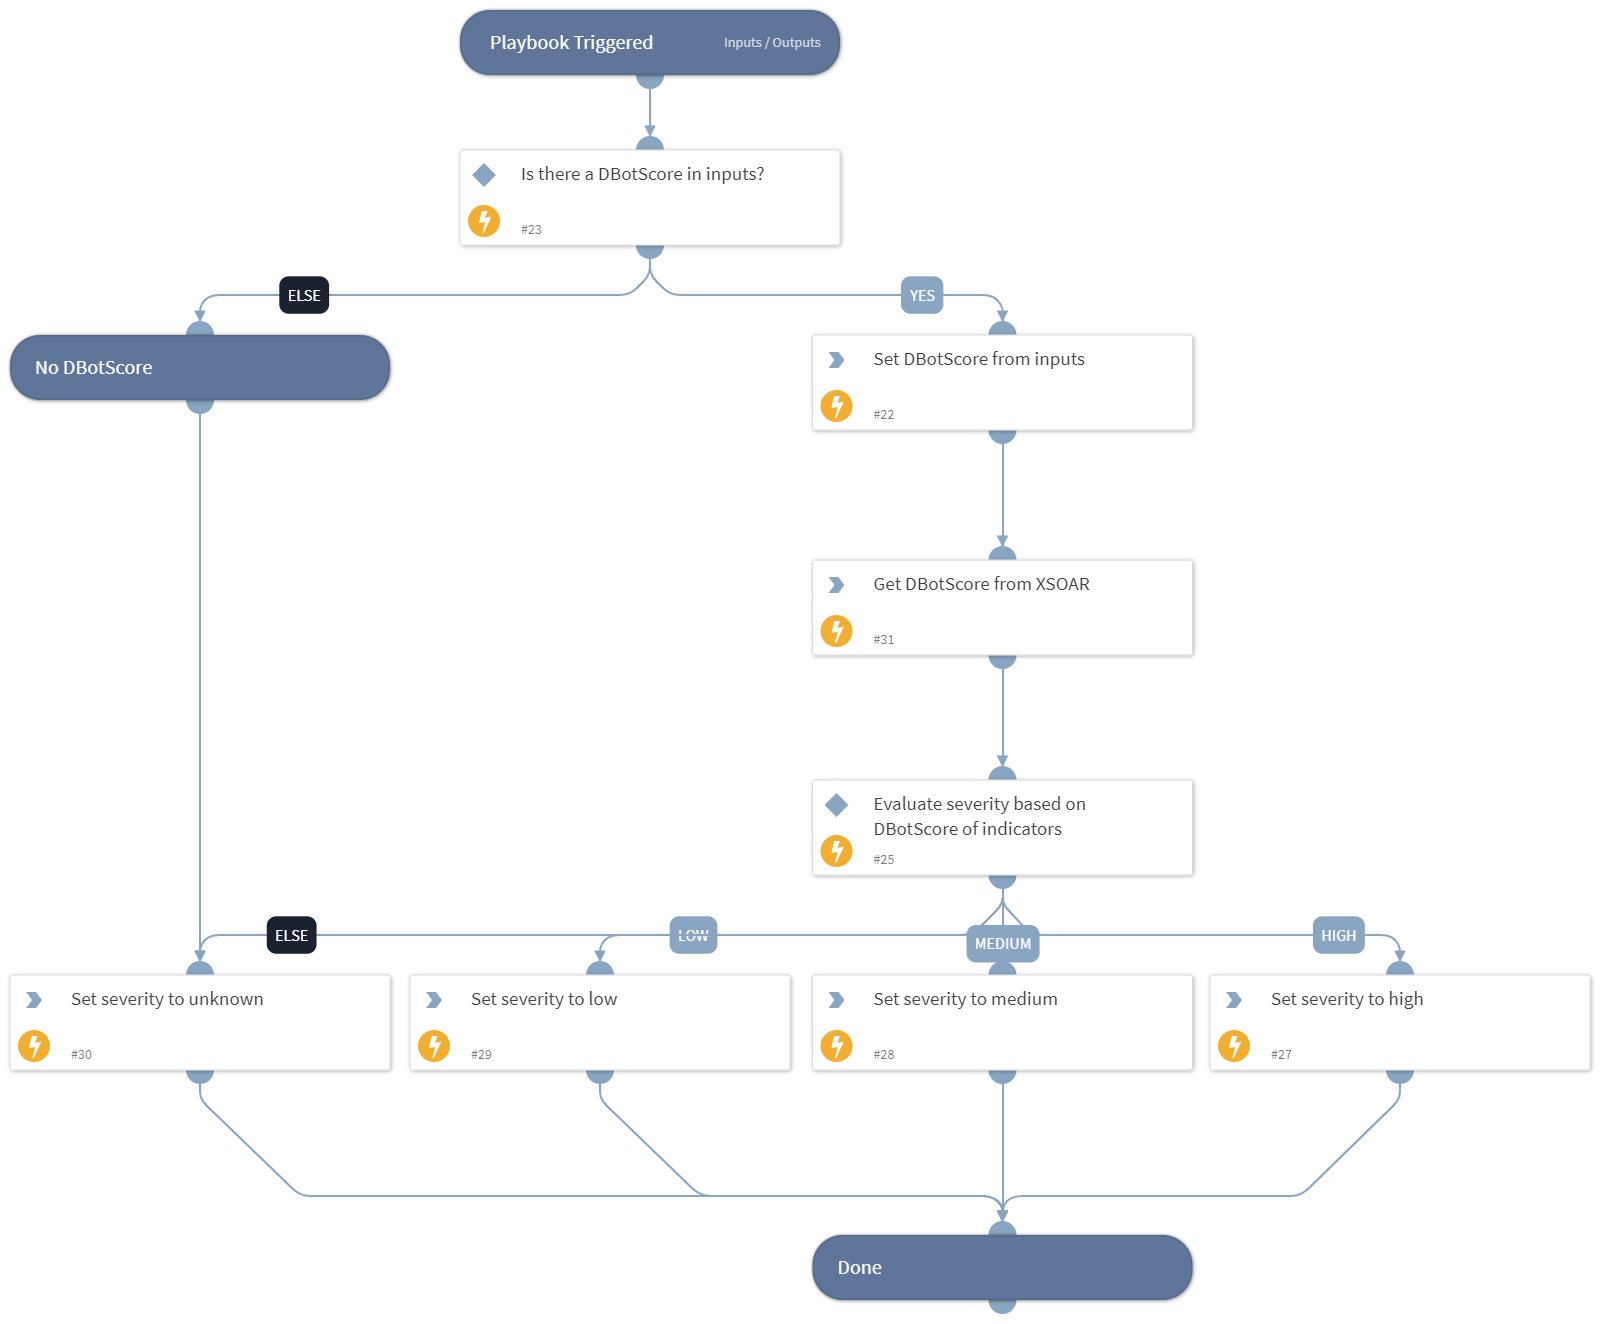 Playbook Triggered
Inputs / Outputs
Is there a DBotScore in inputs?
#23
ELSE
YES
No DBotScore
Set DBotScore from inputs
#22
Get DBotScore from XSOAR
#31
Evaluate severity based on
DBotScore of indicators
#25
ELSE
LOW
MEDIUM
HIGH
Set severity to unknown
#30
Set severity to low
#29
Set severity to medium
#28
Set severity to high
#27
Done